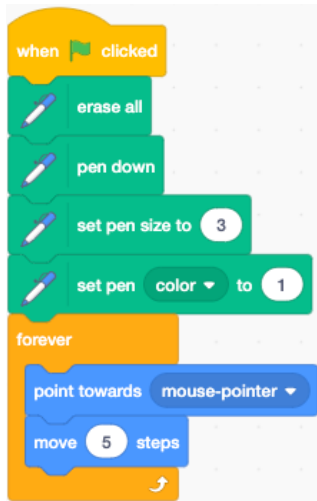 when clicked
erase all
pen down
set pen size to 3
set pen color to 1
forever
point towards mouse-pointer
move 5 steps